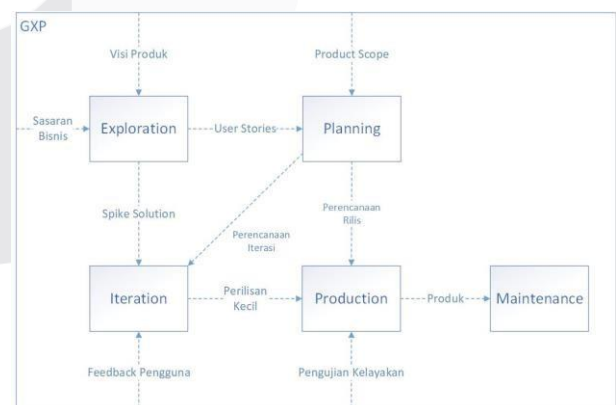 GXP
Visi Produk
Product Scope
Sasaran
Bisnis
Exploration
User Stories
Planning
Spike Solution
Perencanaan
Iterasi
Perencanaan
Rilis
Iteration
Perilisan
Kecil
Production
Produk
Maintenance
Feedback Pengguna
Pengujian Kelayakan